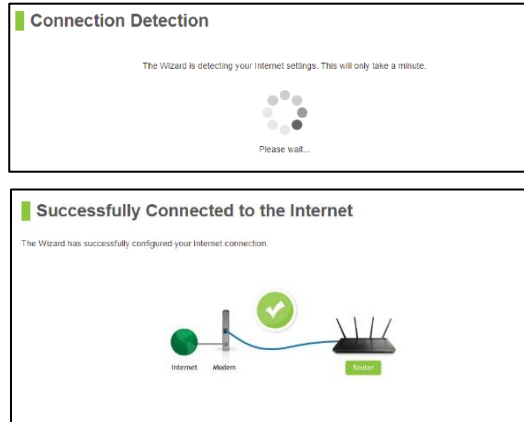 Connection Detection
The Wizard is detecting your Internet settings. This will only take a minute.
Please wait...
Successfully Connected to the Internet
The Wizard has successfully configured your Internet connection
Internet
Modem
Router